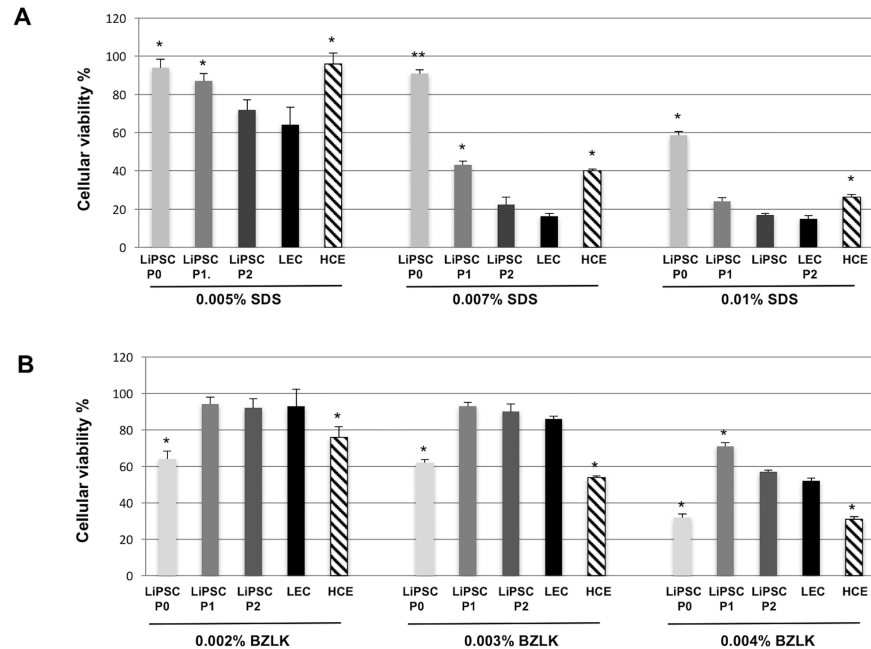 A
Cellular viability %
120
100
80
60
40
20
0
* * *
** * *
* *
LiPSC LiPSC LiPSC LEC HCE
P0 P1. P2
LiPSC LiPSC LiPSC LEC HCE
P0 P1 P2
LiPSC LiPSC LiPSC LEC HCE
P0 P1 P2
0.005% SDS
0.007% SDS
0.01% SDS
B
Cellular viability %
120
100
80
60
40
20
0
* *
* *
* * *
LiPSC LiPSC LiPSC LEC HCE
P0 P1 P2
LiPSC LiPSC LiPSC LEC HCE
P0 P1 P2
LiPSC LiPSC LiPSC LEC HCE
P0 P1 P2
0.002% BZLK
0.003% BZLK
0.004% BZLK